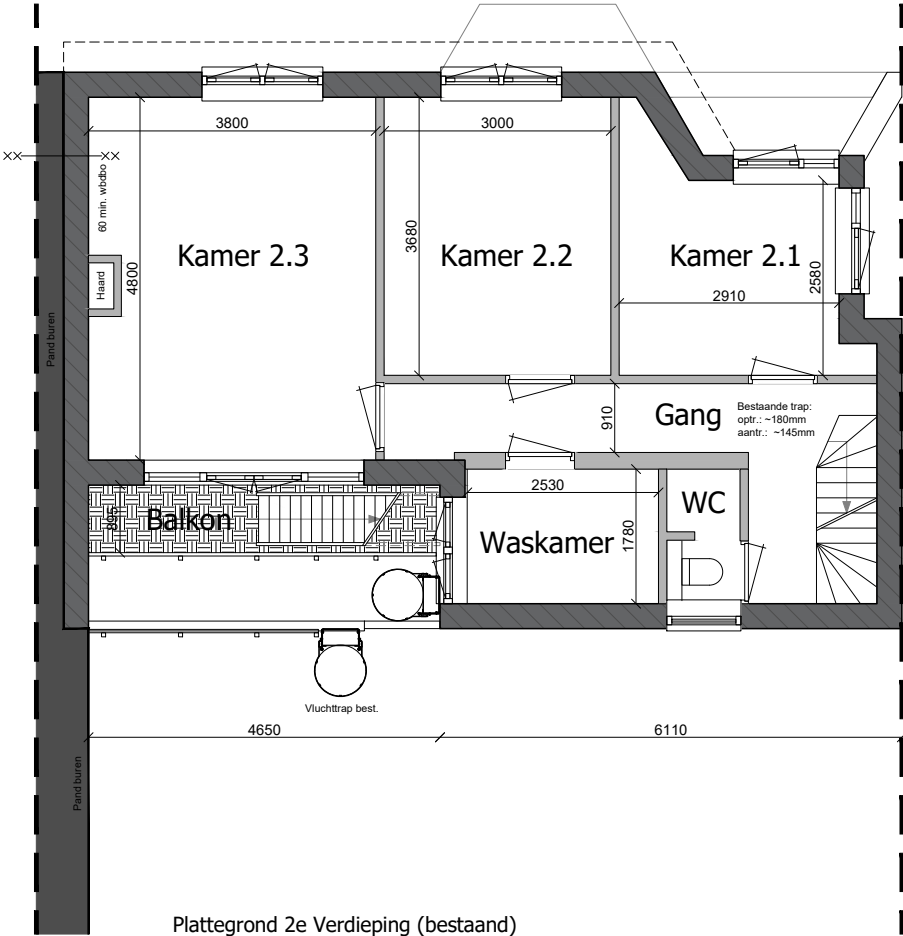 3800
3000
60 min. wbdbo
4800
3680
Kamer 2.3
Kamer 2.2
Kamer 2.1
2580
Haard
2910
Pand buren
910
Gang
Bestaande trap:
optr.: ~180mm
aantr.: ~145mm
895
Balkon
2530
WC
Waskamer
1780
Vluchttrap best.
4650
6110
Pand buren
Plattegrond 2e Verdieping (bestaand)